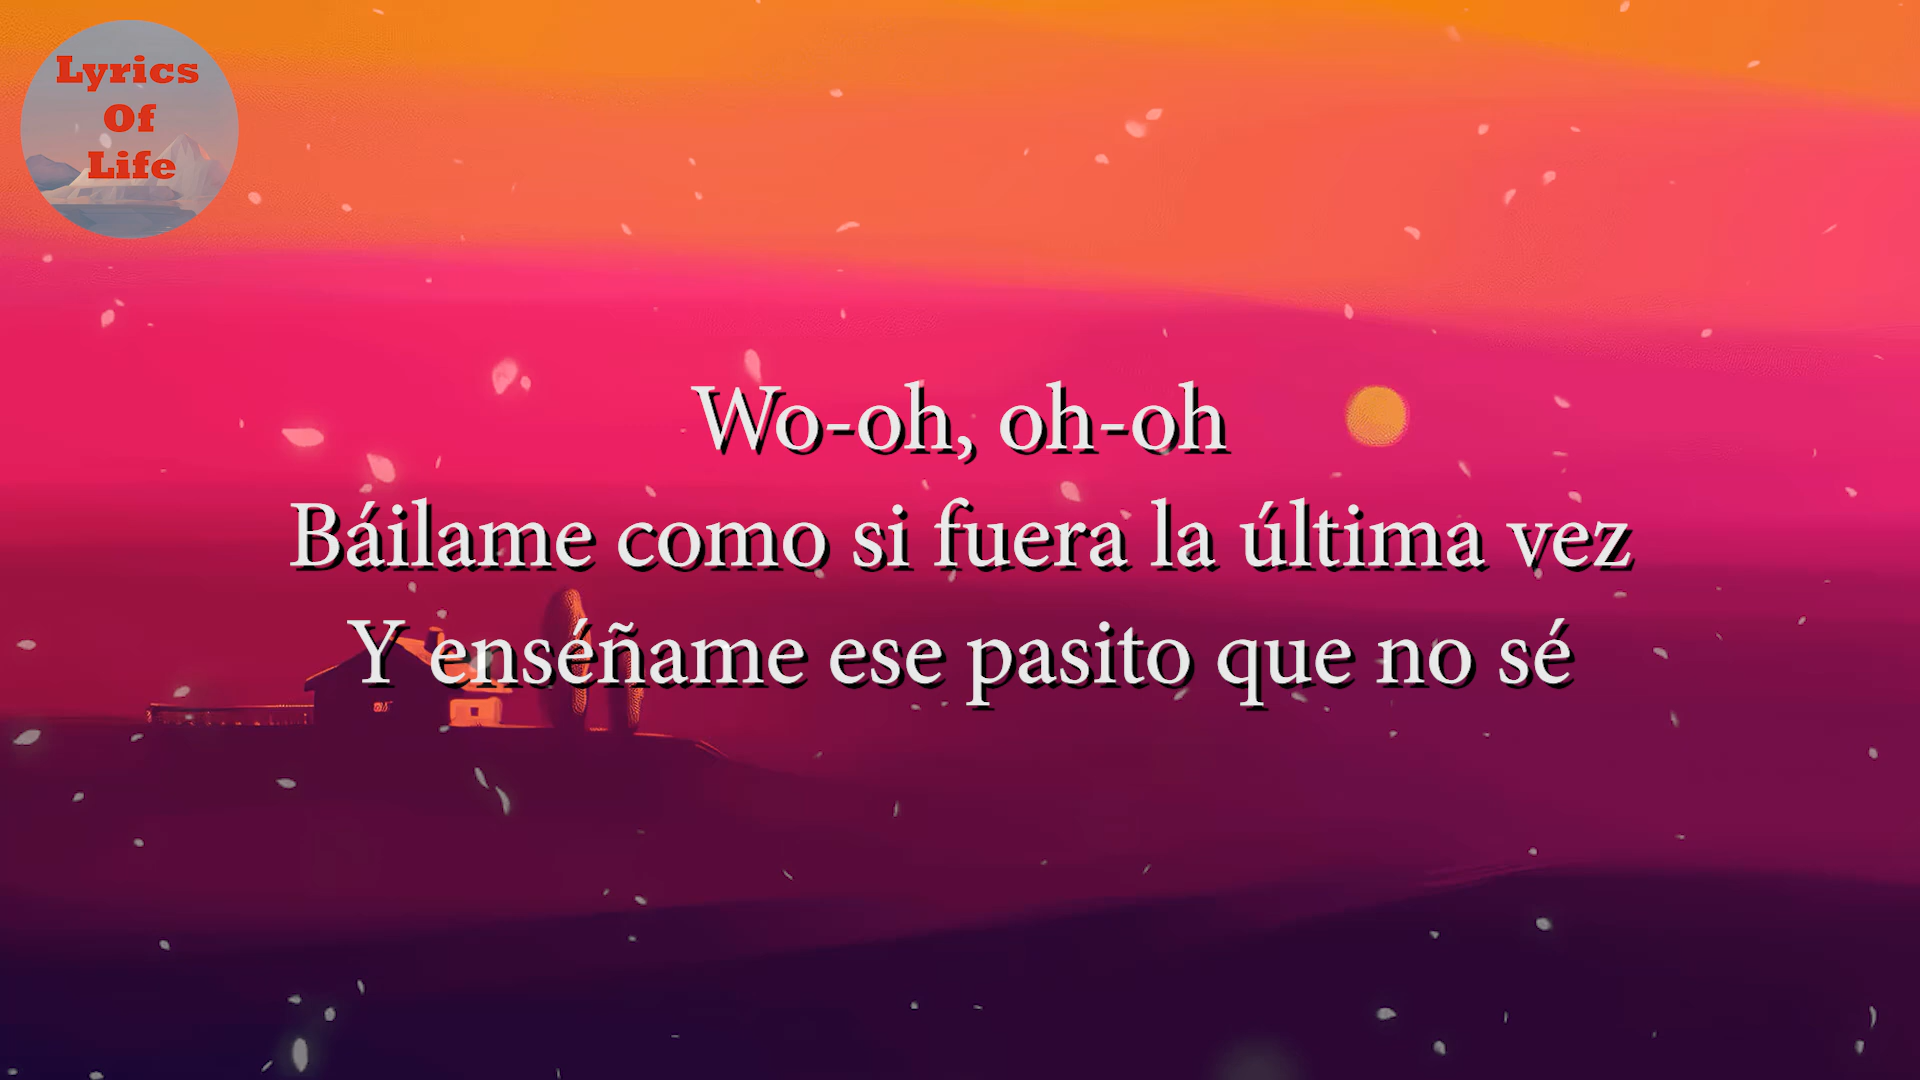 Lyrics
Of
Life
Wo-oh, oh-oh
Báilame como si fuera la última vez
Y enséñame ese pasito que no sé